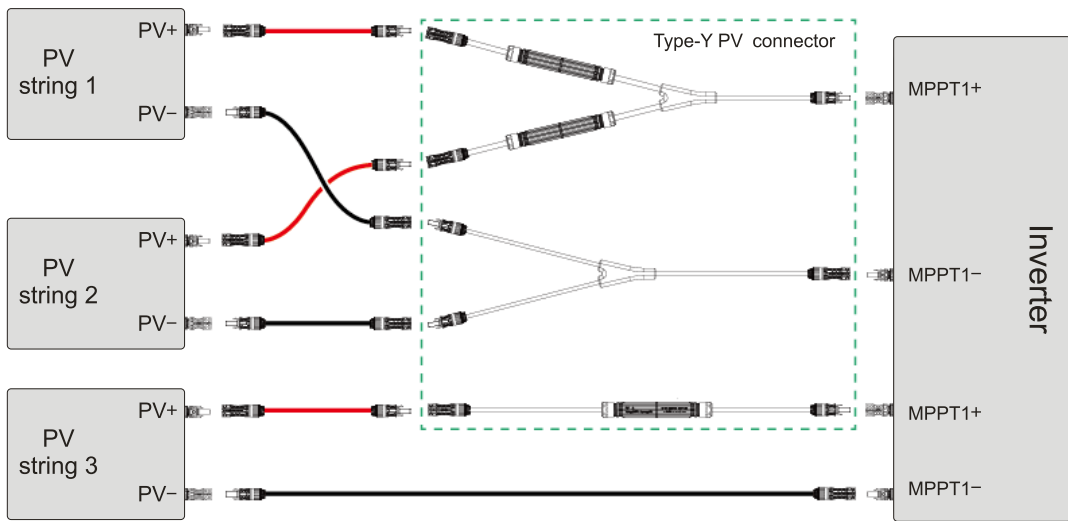 PV+
PV
string 1
PV−
Type-Y PV connector
MPPT1+
PV+
PV
string 2
PV−
MPPT1−
Inverter
PV+
PV
string 3
PV−
MPPT1+
MPPT1−